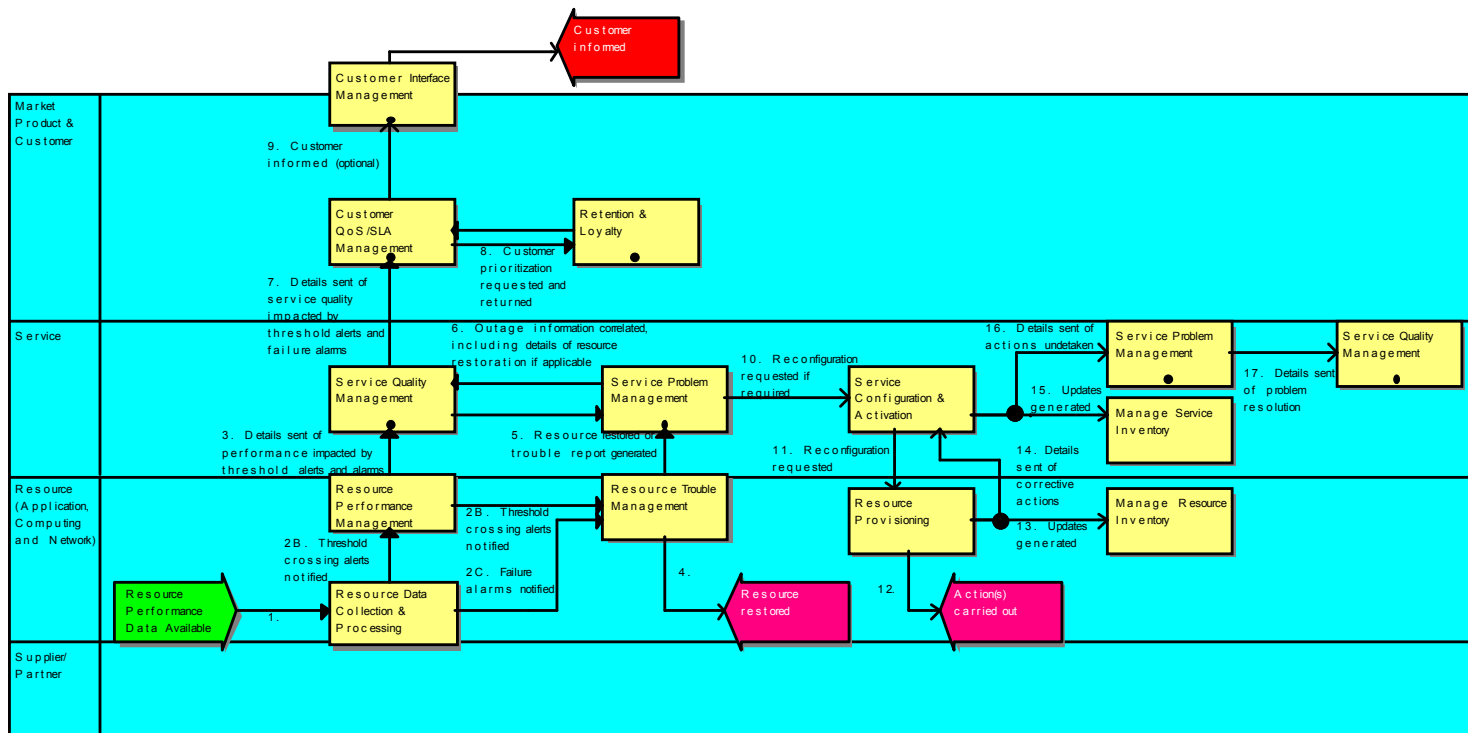 Customer
informed
Customer Interface
Management
Market
Product &
Customer
9. Customer
informed (optional)
Customer
QoS/SLA
Management
Retention &
Loyalty
8. Customer
prioritization
requested and
returned
7. Details sent of
service quality
impacted by
threshold alerts and
failure alarms
Service
6. Outage information correlated,
including details of resource
restoration if applicable
16. Details sent of
actions undetaken
Service Problem
Management
Service Quality
Management
10. Reconfiguration
requested if
required
Service Quality
Management
Service Problem
Management
Service
Configuration &
Activation
17. Details sent
of problem
resolution
15. Updates
generated
Manage Service
Inventory
3. Details sent of
performance impacted by
threshold alerts and alarms
5. Resource restored or
trouble report generated
11. Reconfiguration
requested
14. Details
sent of
corrective
actions
Resource
(Application,
Computing
and Network)
Resource
Performance
Management
Resource Trouble
Management
Resource
Provisioning
Manage Resource
Inventory
2B. Threshold
crossing alerts
notified
13. Updates
generated
2B. Threshold
crossing alerts
notified
2C. Failure
alarms notified
4.
12.
Resource
Performance
Data Available
1.
Resource Data
Collection &
Processing
Resource
restored
Action(s)
carried out
Supplier/
Partner